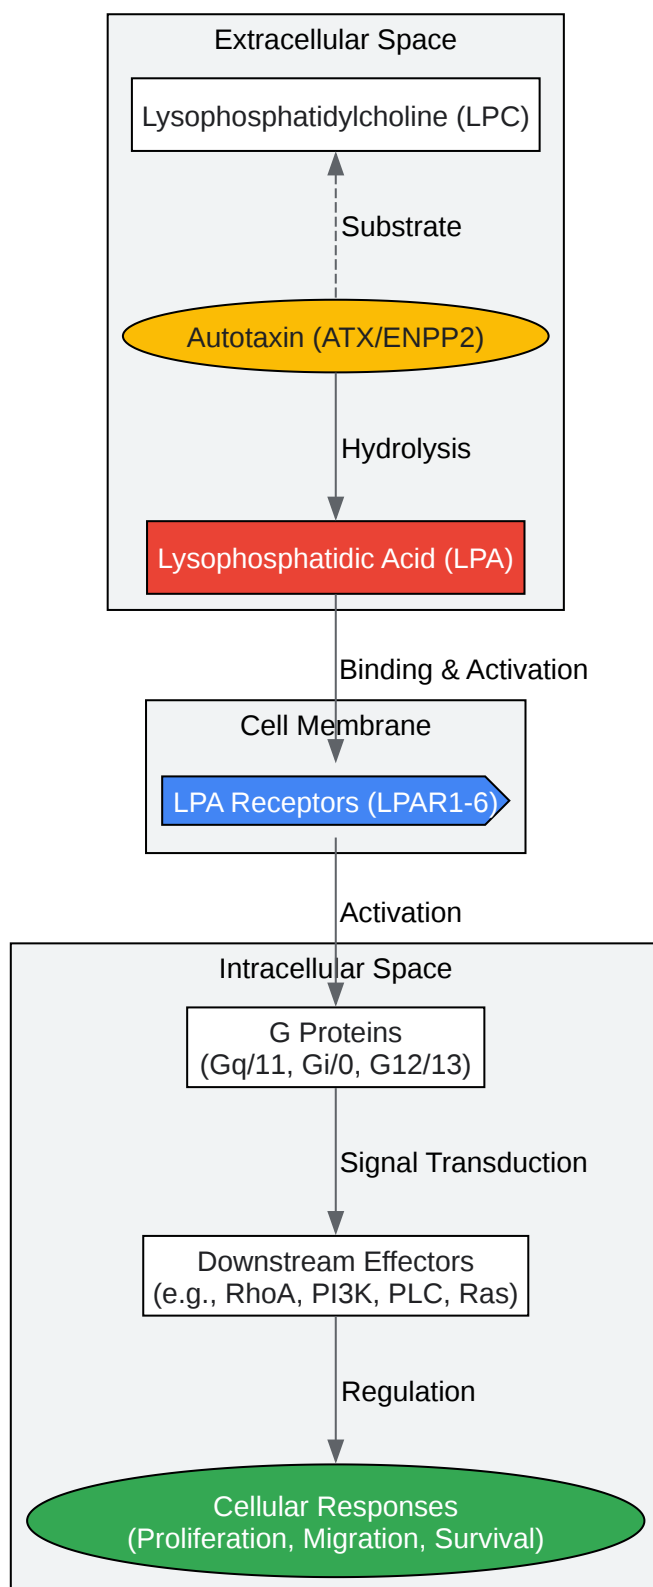 Extracellular Space
Lysophosphatidylcholine (LPC)
Substrate
Autotaxin (ATX/ENPP2)
Hydrolysis
Lysophosphatidic Acid (LPA)
Binding & Activation
Cell Membrane
LPA Receptors (LPAR1-6)
Activation
Intracellular Space
G Proteins
(Gq/11, Gi/0, G12/13)
Signal Transduction
Downstream Effectors
(e.g., RhoA, PI3K, PLC, Ras)
Regulation
Cellular Responses
(Proliferation, Migration, Survival)